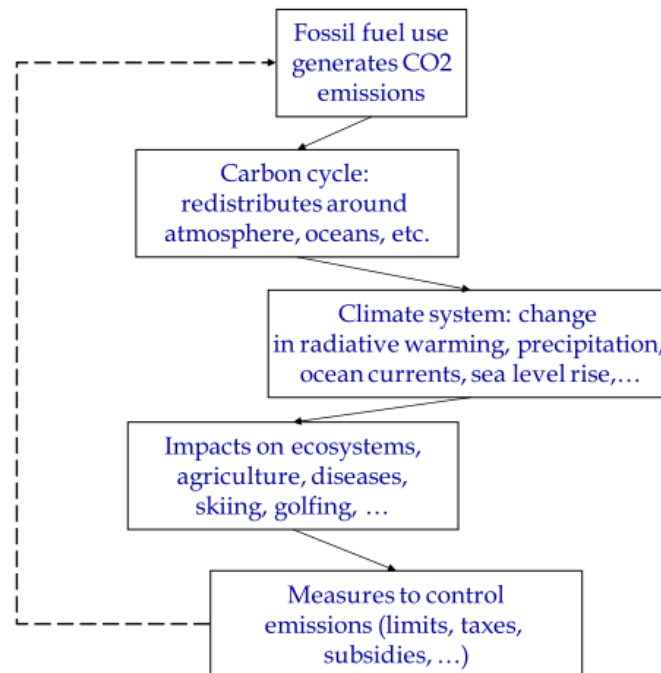 Fossil fuel use
generates CO2
emissions
Carbon cycle:
redistributes around
atmosphere, oceans, etc.
Climate system: change
in radiative warming, precipitation,
ocean currents, sea level rise,…
Impacts on ecosystems,
agriculture, diseases,
skiing, golfing, …
Measures to control
emissions (limits, taxes,
subsidies, …)